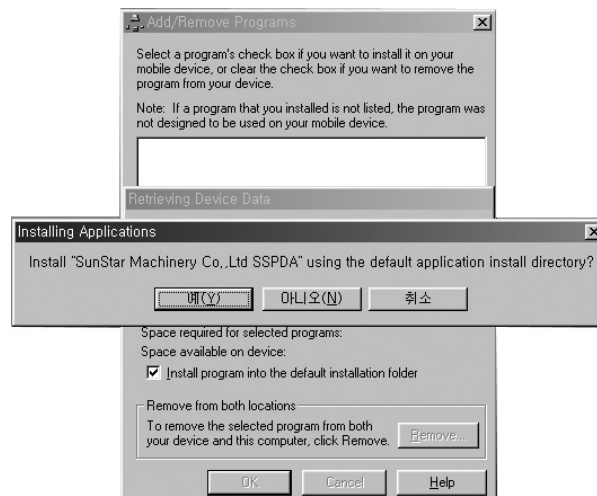 Add/Remove Programs
Select a program's check box if you want to install it on your
mobile device, or clear the check box if you want to remove the
program from your device.
Note: If a program that you installed is not listed, the program was
not designed to be used on your mobile device.
Retrieving Device Data
Installing Applications
Install "SunStar Machinery Co,,Ltd SSPDA" using the default application install directory?
예(Y) 아니오(N) 취소
Space required for selected programs:
Space available on device:
Install program into the default installation folder
Remove from both locations
To remove the selected program from both
your device and this computer, click Remove.
Remove...
OK Cancel Help